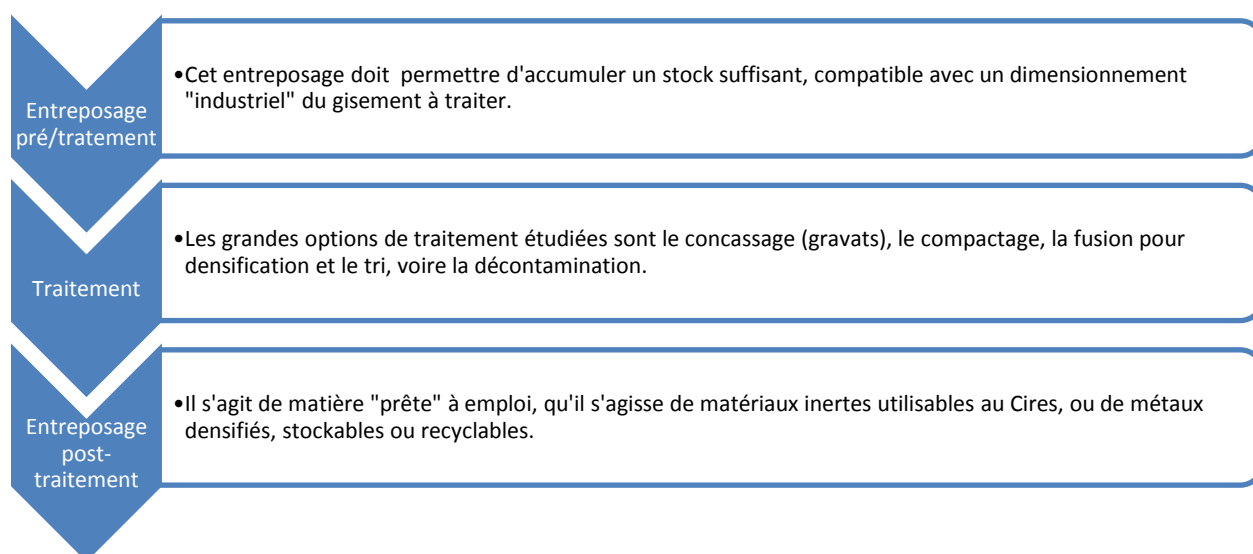 Entreposage
pré/tratement
•Cet entreposage doit  permettre d'accumuler un stock suffisant, compatible avec un dimensionnement
"industriel" du gisement à traiter.
Traitement
•Les grandes options de traitement étudiées sont le concassage (gravats), le compactage, la fusion pour
densification et le tri, voire la décontamination.
Entreposage
post-
traitement
•Il s'agit de matière "prête" à emploi, qu'il s'agisse de matériaux inertes utilisables au Cires, ou de métaux
densifiés, stockables ou recyclables.